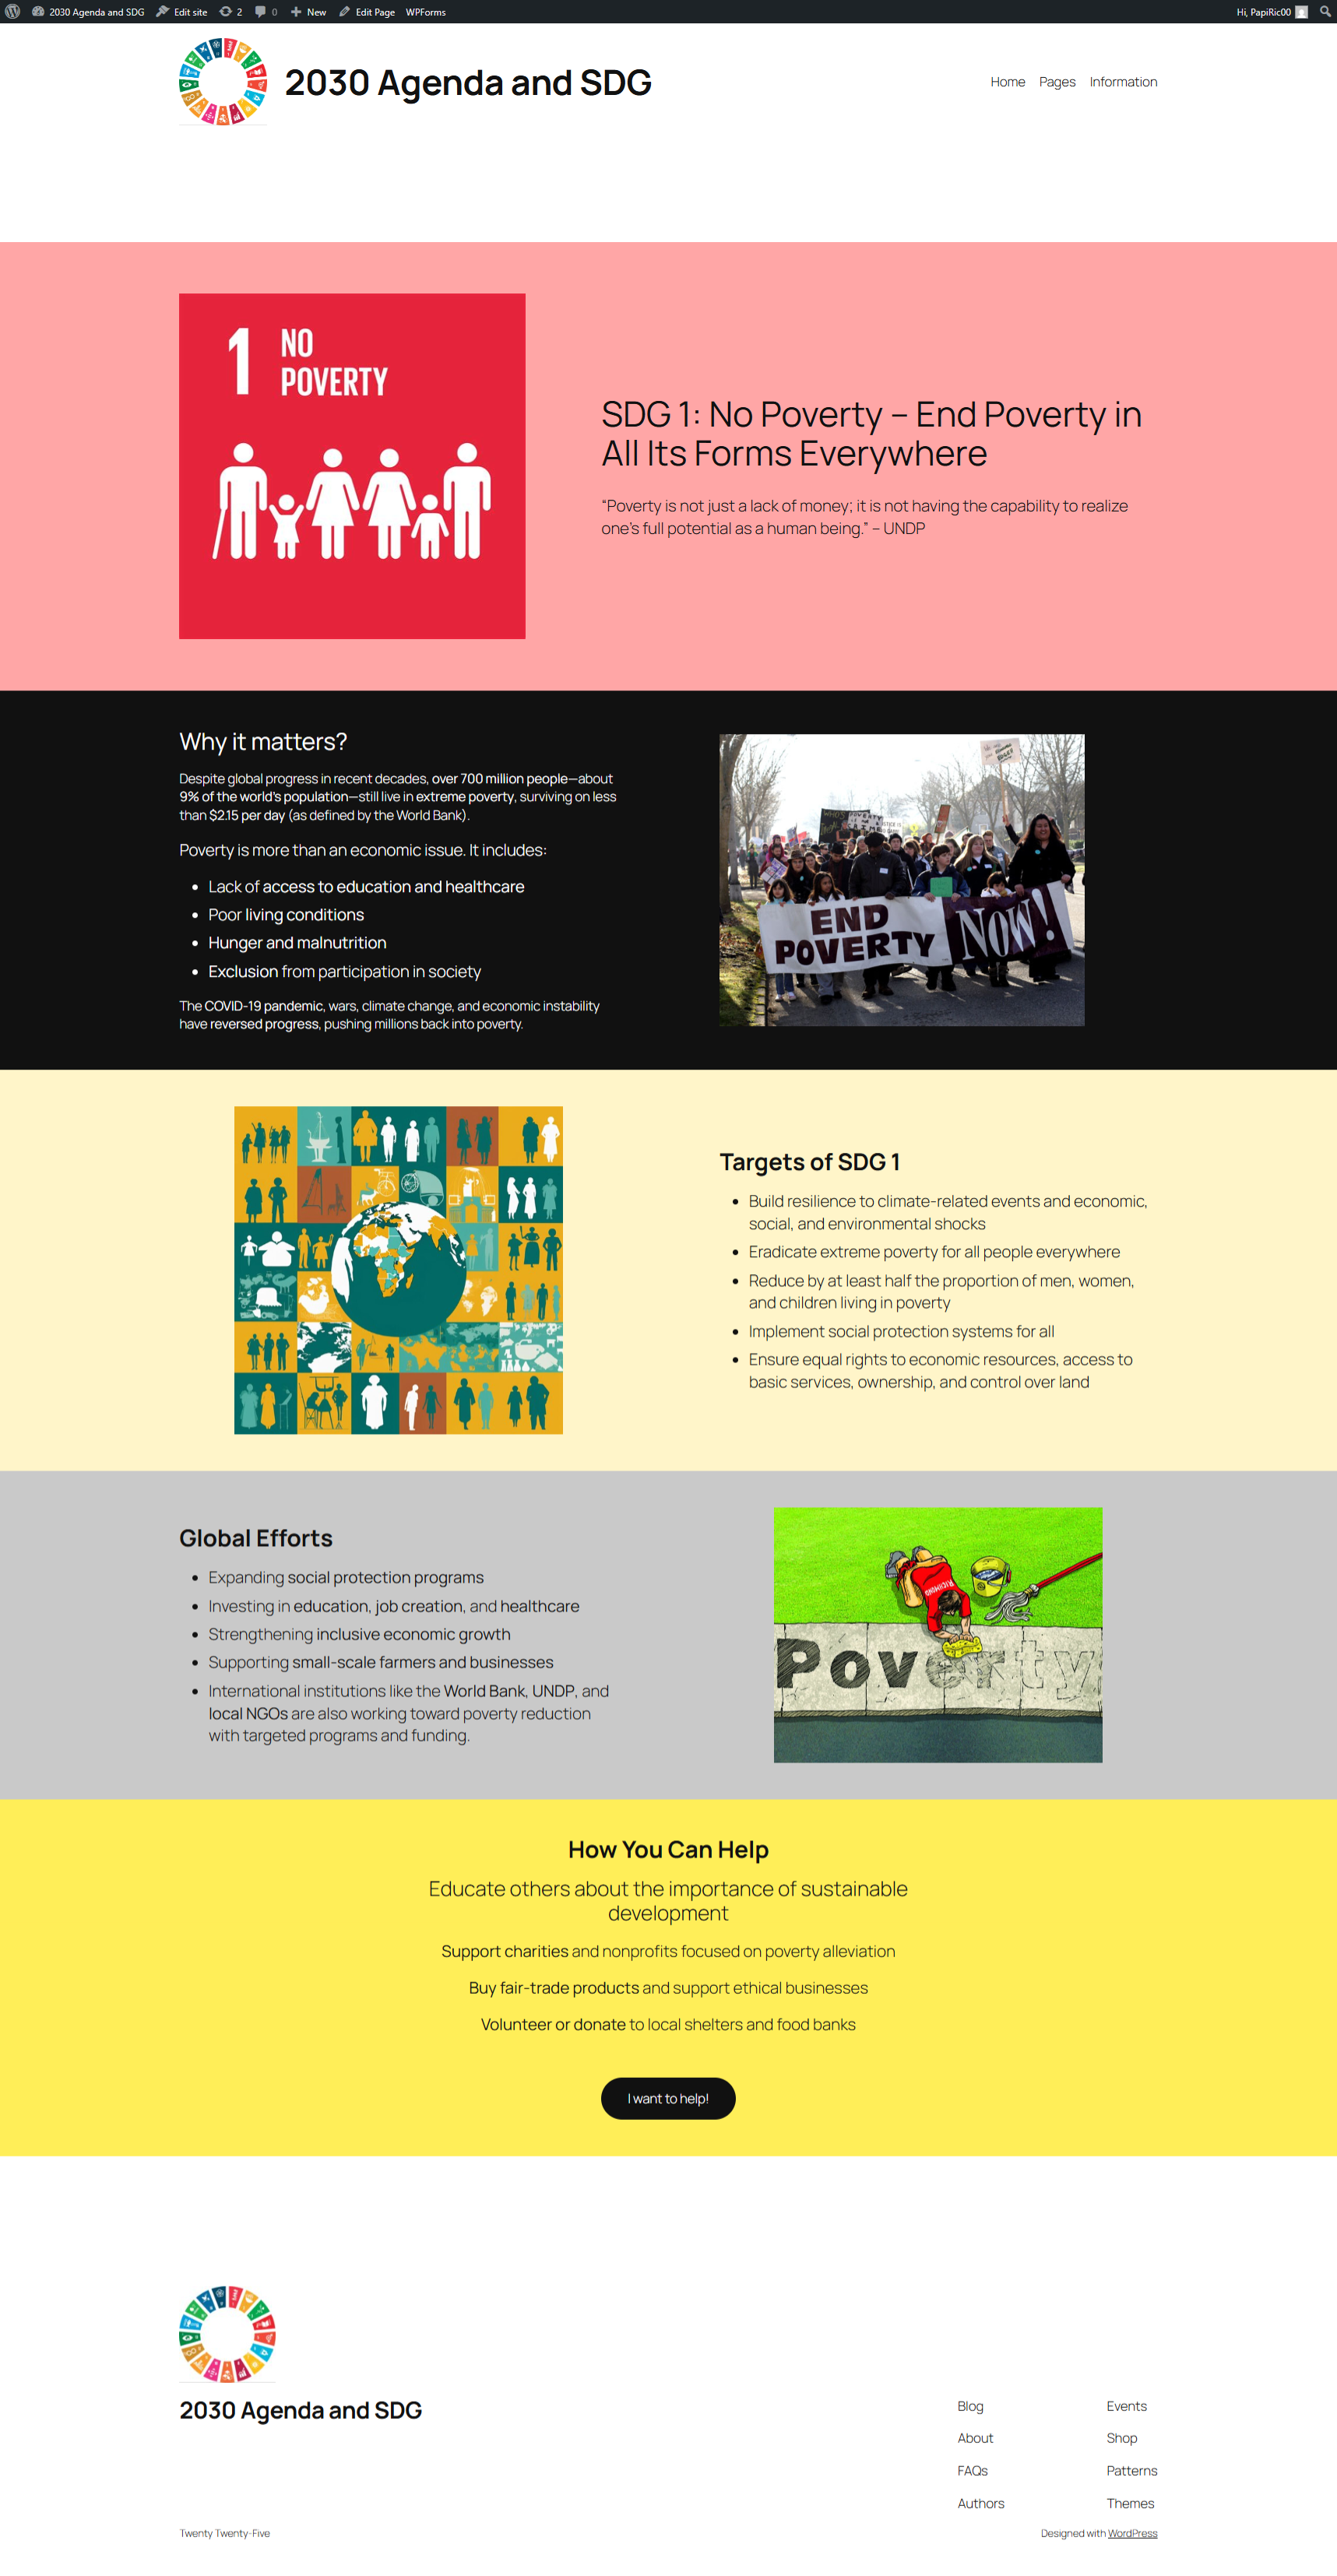 2030 Agenda and SDG Edit site 2 0 New Edit Page WPForms Hi, PapiRic00
2030 Agenda and SDG
Home Pages Information
1 NO
POVERTY
SDG 1: No Poverty – End Poverty in
All Its Forms Everywhere
“Poverty is not just a lack of money; it is not having the capability to realize
one’s full potential as a human being.” – UNDP
Why it matters?
Despite global progress in recent decades, over 700 million people—about
9% of the world’s population—still live in extreme poverty, surviving on less
than $2.15 per day (as defined by the World Bank).
Poverty is more than an economic issue. It includes:
• Lack of access to education and healthcare
• Poor living conditions
• Hunger and malnutrition
• Exclusion from participation in society
The COVID-19 pandemic, wars, climate change, and economic instability
have reversed progress, pushing millions back into poverty.
END
POVERTY NOW!
Targets of SDG 1
• Build resilience to climate-related events and economic,
social, and environmental shocks
• Eradicate extreme poverty for all people everywhere
• Reduce by at least half the proportion of men, women,
and children living in poverty
• Implement social protection systems for all
• Ensure equal rights to economic resources, access to
basic services, ownership, and control over land
Global Efforts
• Expanding social protection programs
• Investing in education, job creation, and healthcare
• Strengthening inclusive economic growth
• Supporting small-scale farmers and businesses
• International institutions like the World Bank, UNDP, and
local NGOs are also working toward poverty reduction
with targeted programs and funding.
Poverty
How You Can Help
Educate others about the importance of sustainable
development
Support charities and nonprofits focused on poverty alleviation
Buy fair-trade products and support ethical businesses
Volunteer or donate to local shelters and food banks
I want to help!
2030 Agenda and SDG
Blog Events
About Shop
FAQs Patterns
Authors Themes
Twenty Twenty-Five
Designed with WordPress